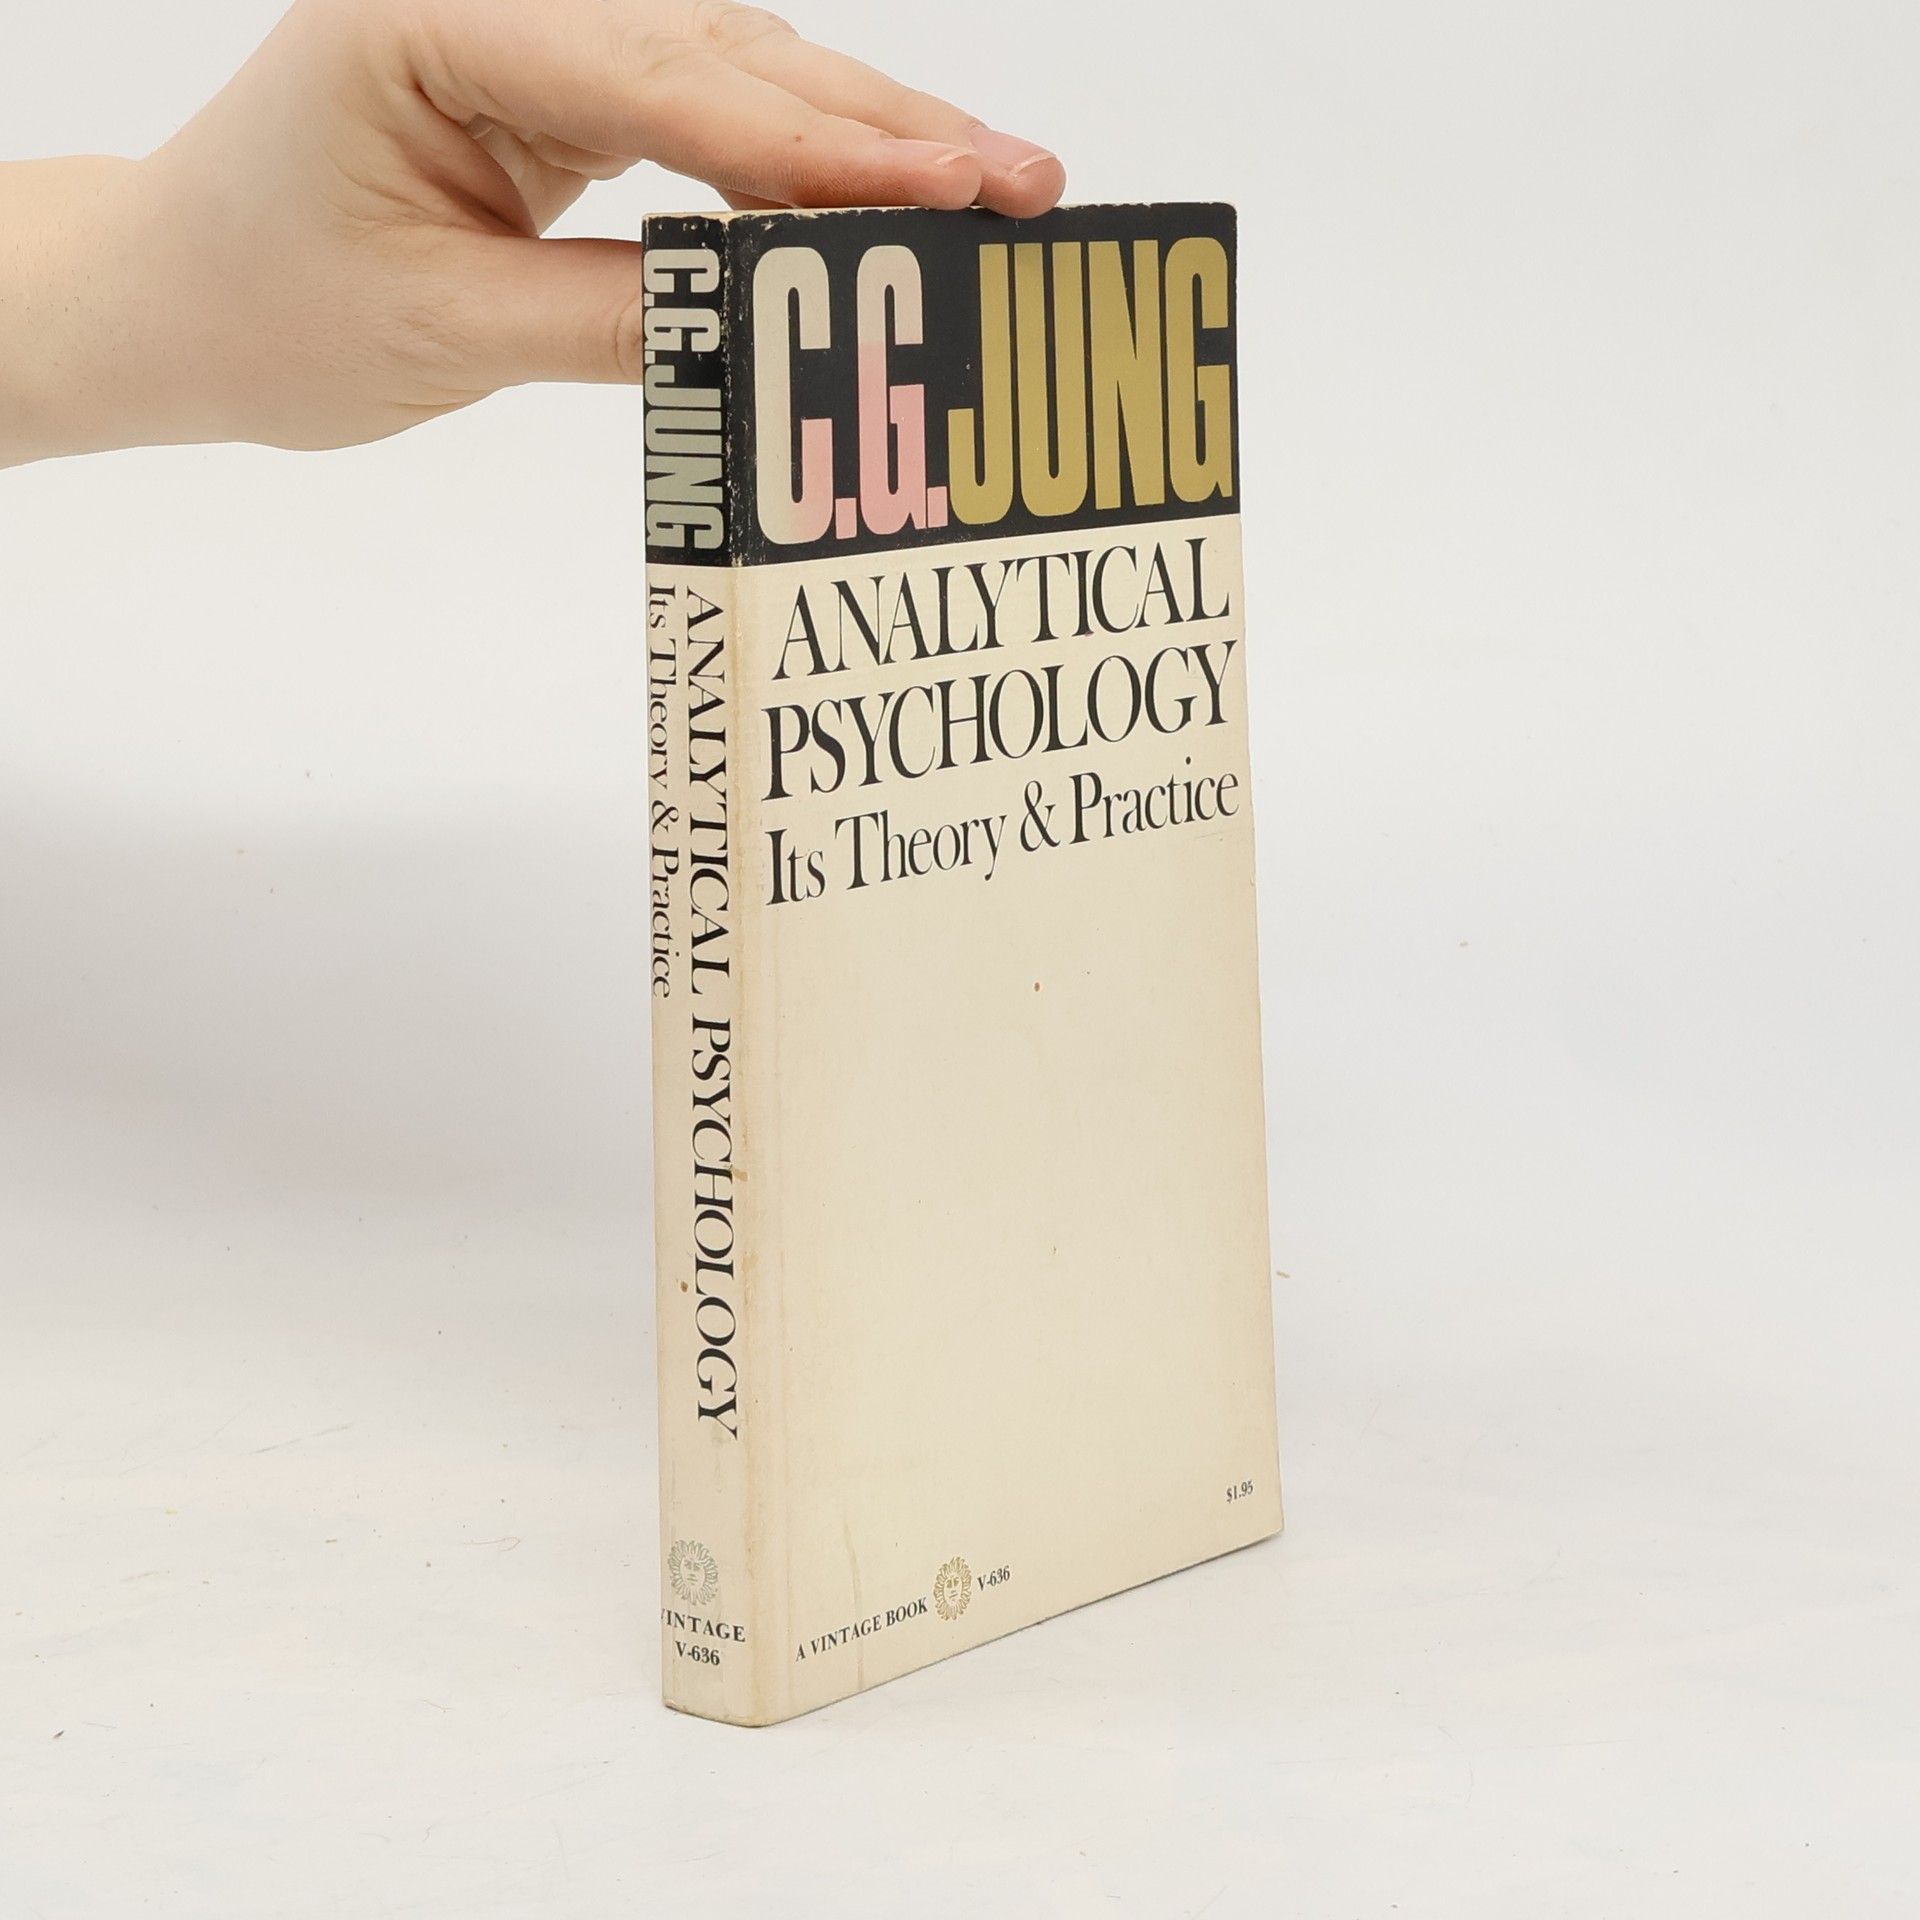 C.G.JUNG
ANALYTICAL PSYCHOLOGY
Its Theory & Practice
VINTAGE
V-636
C.G.JUNG
ANALYTICAL
PSYCHOLOGY
Its Theory & Practice
$1.95
A VINTAGE BOOK V-636